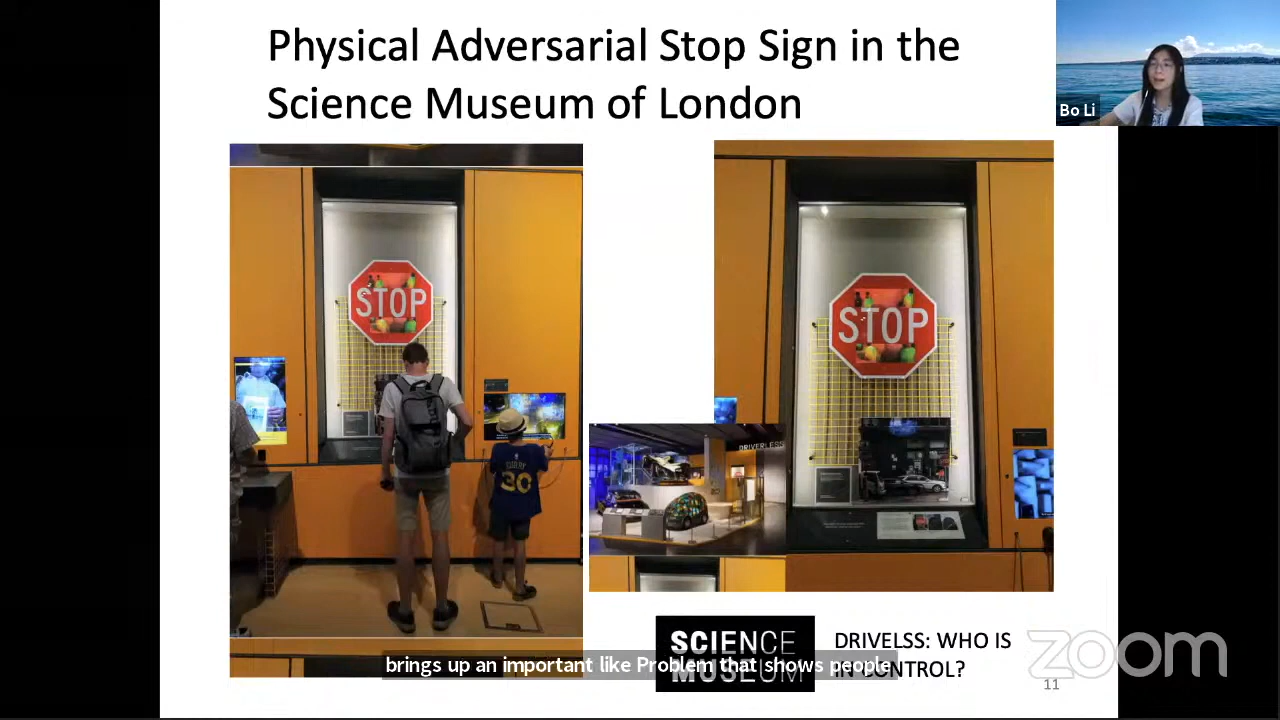 Physical Adversarial Stop Sign in the
Science Museum of London
Bo Li
STOP
STOP
30
DRIVERLESS
SCIENCE
MUSEUM
DRIVELSS: WHO IS
IN CONTROL?
brings up an important like Problem that shows people
zoom
11